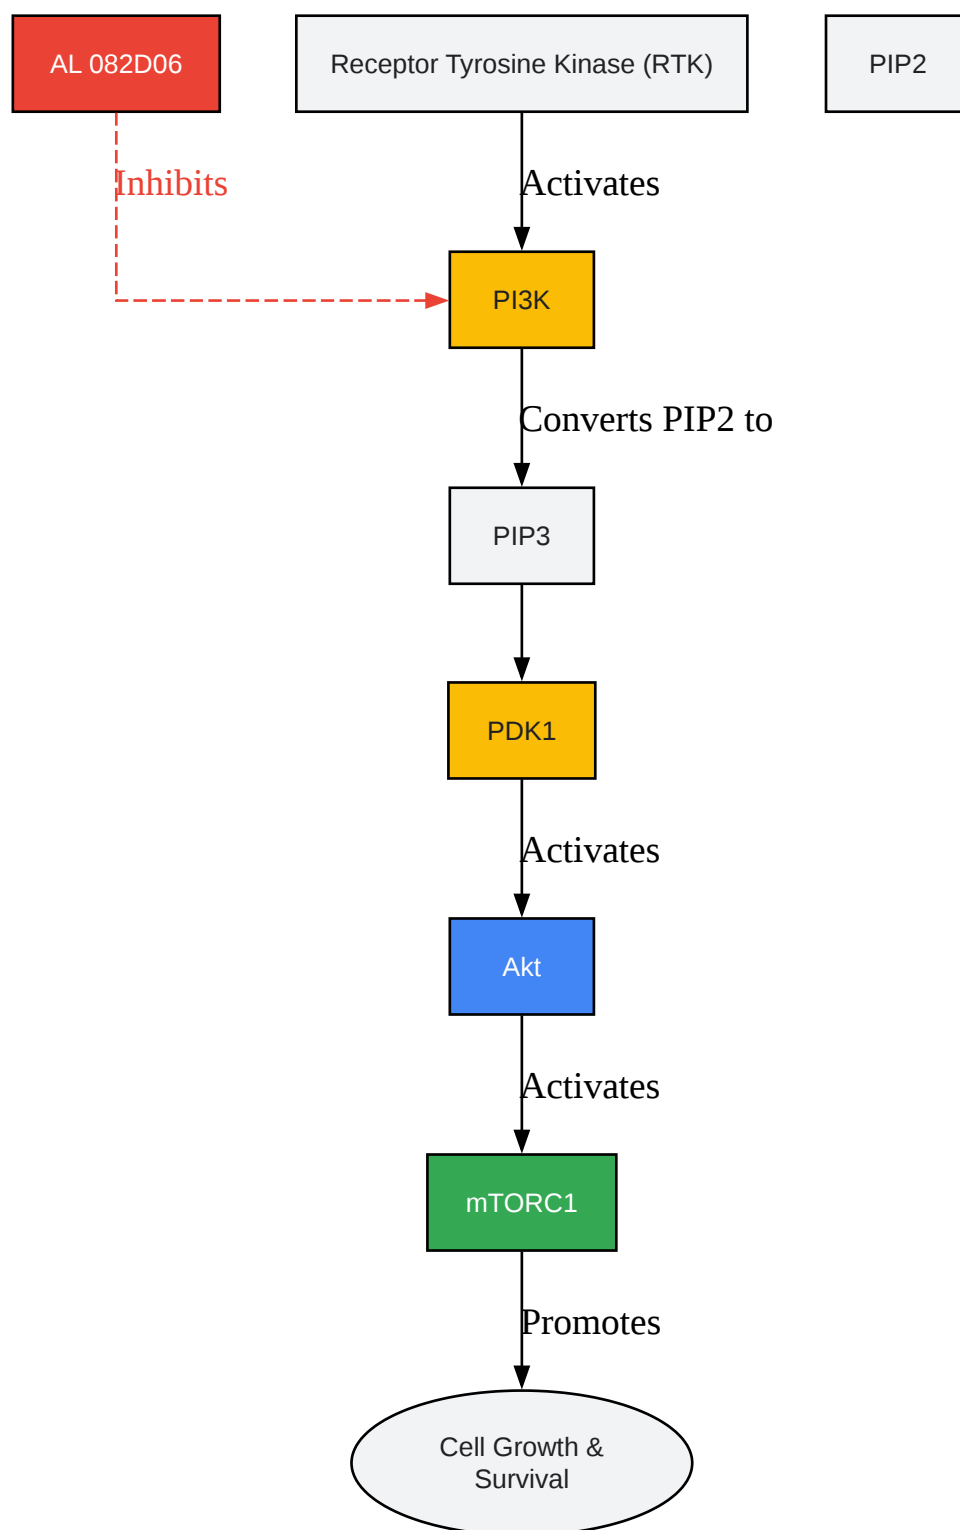 AL 082D06
Receptor Tyrosine Kinase (RTK)
PIP2
Inhibits
Activates
PI3K
Converts PIP2 to
PIP3
PDK1
Activates
Akt
Activates
mTORC1
Promotes
Cell Growth &
Survival